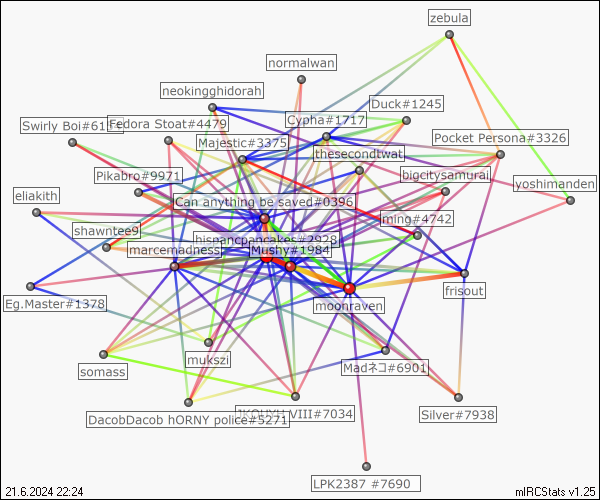 zebula
normalwan
neokingghidorah
Duck#1245
Cypha#1717
Swirly Boi#61
Fedora Stoat#4479
Majestic#3375
Pocket Persona#3326
thesecondtwat
Pikabro#9971
bigcitysamurai
yoshimanden
eliakith
Can anything be saved#0396
ming#4742
shawntee9
hispanicpancakes#2928
marcemadness
Mushy#1984
frisout
Eg.Master#1378
moonraven
mukszi
Madネコ#6901
somass
DacobDacob hORNY police#5271
VIII#7034
Silver#7938
LPK2387 #7690
21.6.2024 22:24
mIRCStats v1.25